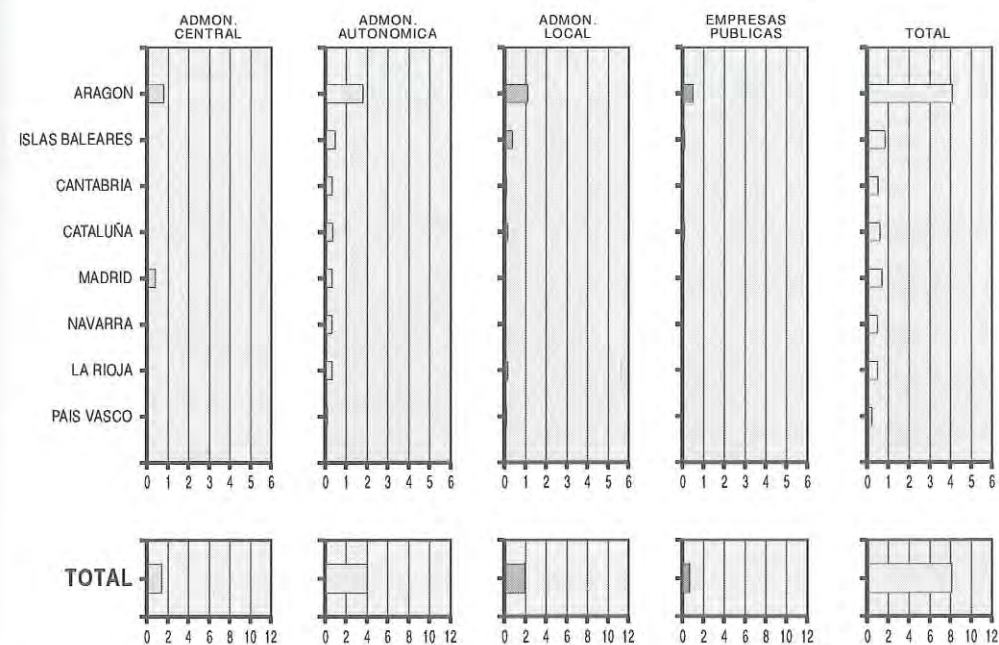 ADMON.
CENTRAL
ADMON.
AUTONOMICA
ADMON.
LOCAL
EMPRESAS
PUBLICAS
TOTAL
ARAGON
ISLAS BALEARES
CANTABRIA
CATALUÑA
MADRID
NAVARRA
LA RIOJA
PAIS VASCO
0 1 2 3 4 5 6
0 1 2 3 4 5 6
0 1 2 3 4 5 6
0 1 2 3 4 5 6
0 1 2 3 4 5 6
TOTAL
0 2 4 6 8 10 12
0 2 4 6 8 10 12
0 2 4 6 8 10 12
0 2 4 6 8 10 12
0 2 4 6 8 10 12